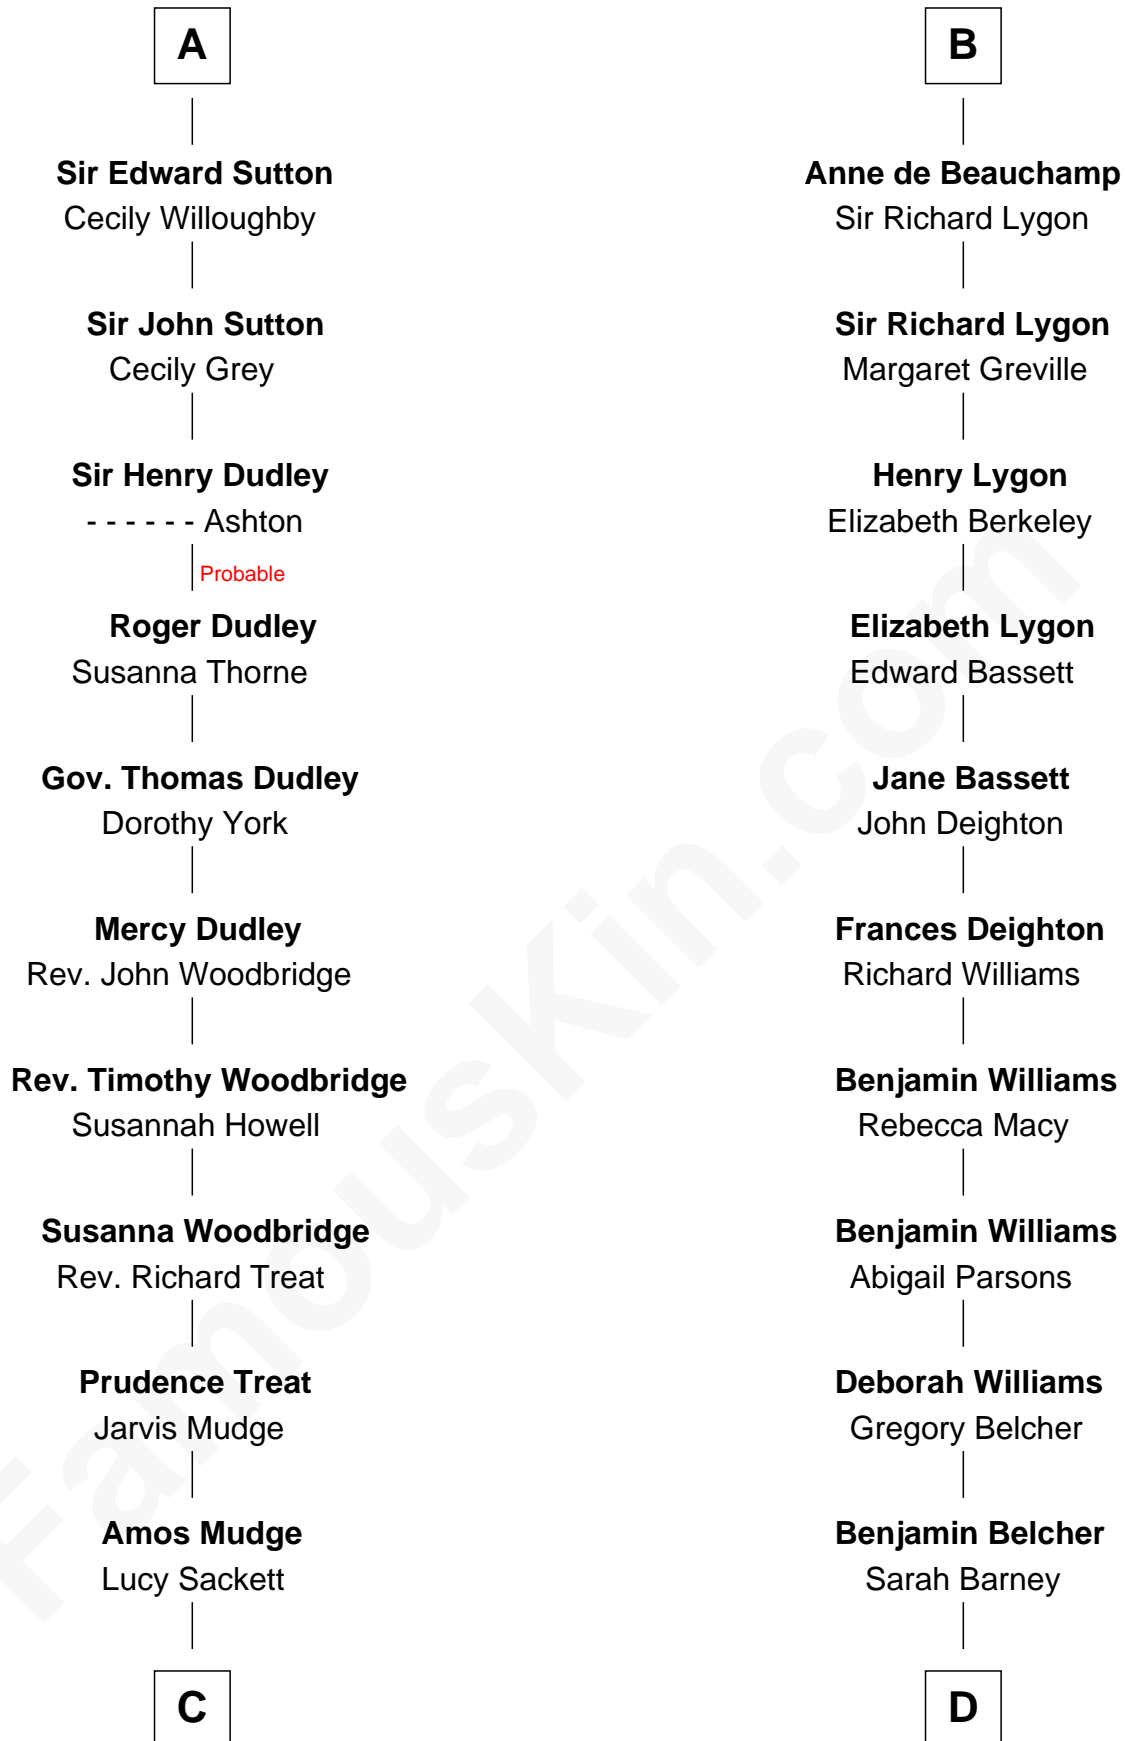 A
Sir Edward Sutton
Cecily Willoughby
Sir John Sutton
Cecily Grey
Sir Henry Dudley
- - - - - - Ashton
Probable
Roger Dudley
Susanna Thorne
Gov. Thomas Dudley
Dorothy York
Mercy Dudley
Rev. John Woodbridge
Rev. Timothy Woodbridge
Susannah Howell
Susanna Woodbridge
Rev. Richard Treat
Prudence Treat
Jarvis Mudge
Amos Mudge
Lucy Sackett
C
B
Anne de Beauchamp
Sir Richard Lygon
Sir Richard Lygon
Margaret Greville
Henry Lygon
Elizabeth Berkeley
Elizabeth Lygon
Edward Bassett
Jane Bassett
John Deighton
Frances Deighton
Richard Williams
Benjamin Williams
Rebecca Macy
Benjamin Williams
Abigail Parsons
Deborah Williams
Gregory Belcher
Benjamin Belcher
Sarah Barney
D
FamousKin.com